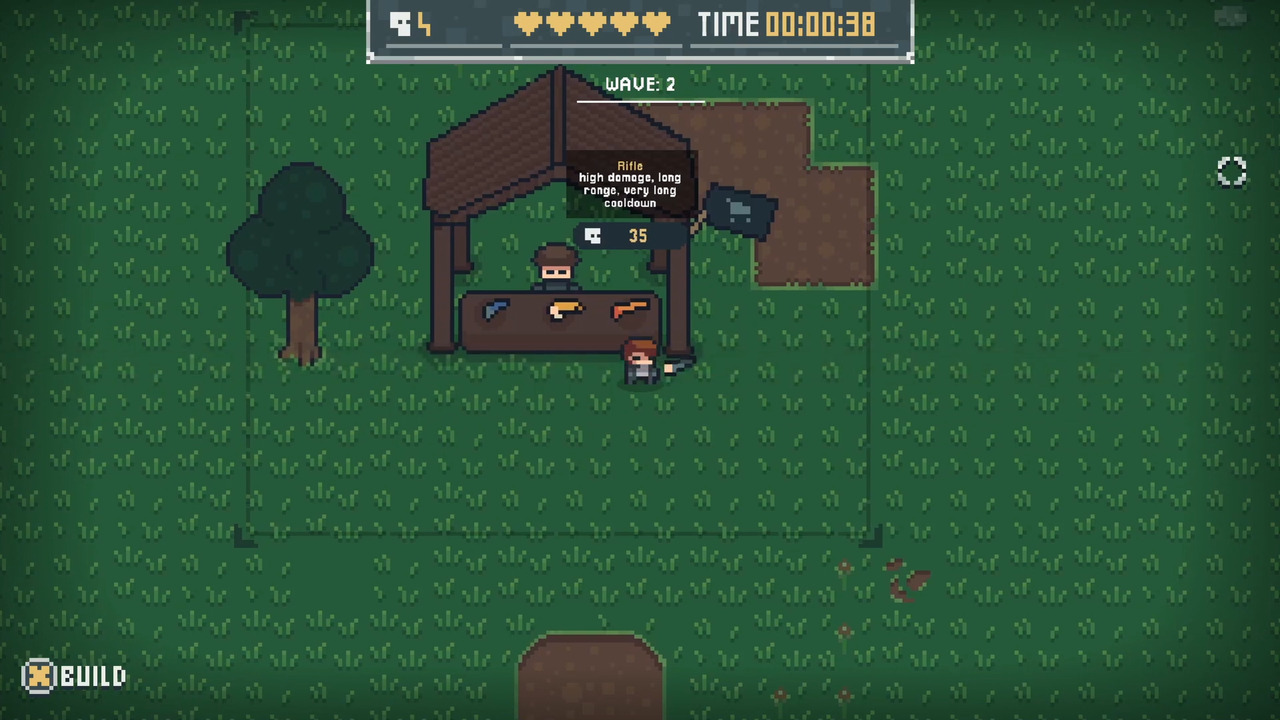 4 TIME 00:00:38
WAVE: 2
Rifle
high damage, long
range, very long
cooldown
35
X BUILD